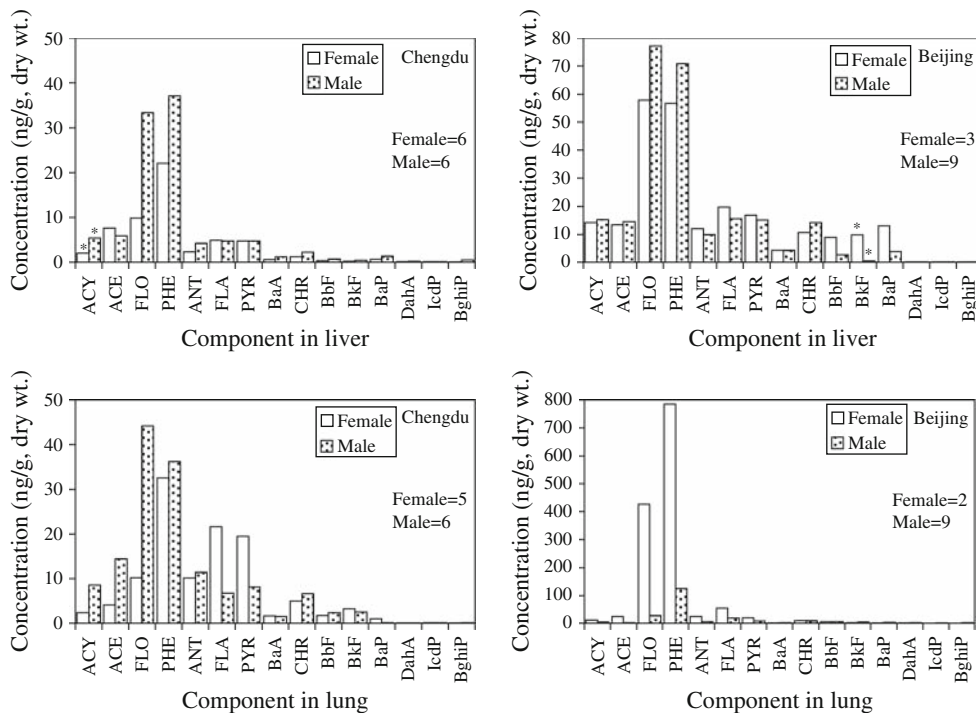 Concentration (ng/g, dry wt.)
50
40
30
20
10
0
Female
Male
Chengdu
Female=6
Male=6
*
*
ACY
ACE
FLO
PHE
ANT
FLA
PYR
BaA
CHR
BbF
BkF
BaP
DahA
IcdP
BghiP
Component in liver
Concentration (ng/g, dry wt.)
80
70
60
50
40
30
20
10
0
Female
Male
Beijing
Female=3
Male=9
*
*
ACY
ACE
FLO
PHE
ANT
FLA
PYR
BaA
CHR
BbF
BkF
BaP
DahA
IcdP
BghiP
Component in liver
Concentration (ng/g, dry wt.)
50
40
30
20
10
0
Female
Male
Chengdu
Female=5
Male=6
ACY
ACE
FLO
PHE
ANT
FLA
PYR
BaA
CHR
BbF
BkF
BaP
DahA
IcdP
BghiP
Component in lung
Concentration (ng/g, dry wt.)
800
700
600
500
400
300
200
100
0
Female
Male
Beijing
Female=2
Male=9
ACY
ACE
FLO
PHE
ANT
FLA
PYR
BaA
CHR
BbF
BkF
BaP
DahA
IcdP
BghiP
Component in lung